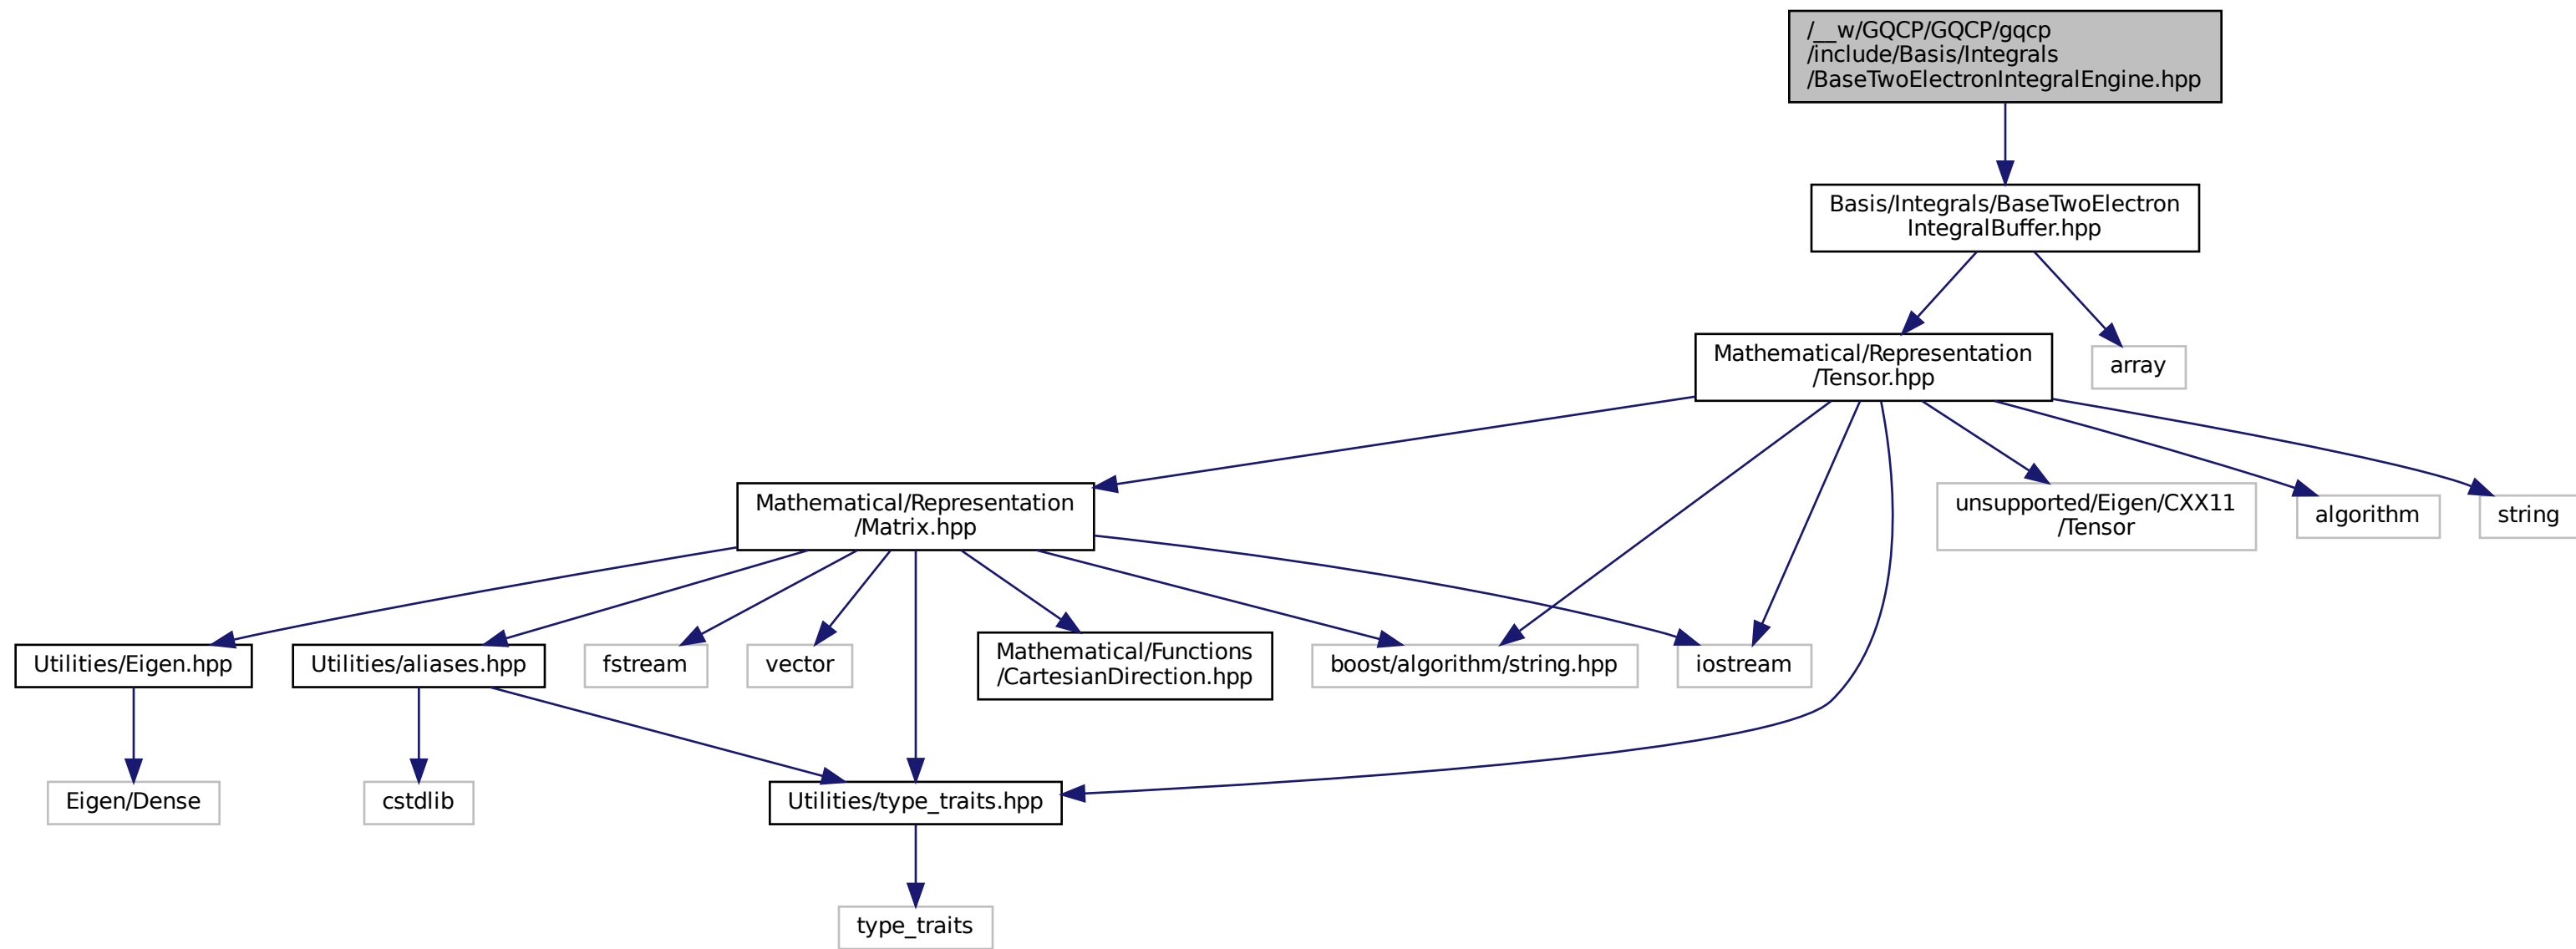 /__w/GQCP/GQCP/gqcp
/include/Basis/Integrals
/BaseTwoElectronIntegralEngine.hpp
Basis/Integrals/BaseTwoElectron
IntegralBuffer.hpp
Mathematical/Representation
/Tensor.hpp
array
Mathematical/Representation
/Matrix.hpp
unsupported/Eigen/CXX11
/Tensor
algorithm
string
Utilities/Eigen.hpp
Utilities/aliases.hpp
fstream
vector
Mathematical/Functions
/CartesianDirection.hpp
boost/algorithm/string.hpp
iostream
Eigen/Dense
cstdlib
Utilities/type_traits.hpp
type_traits